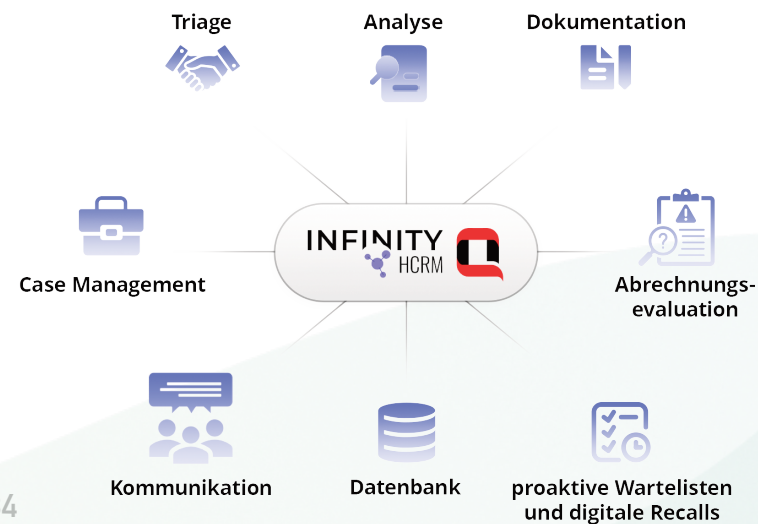 Triage
Analyse
Dokumentation
INFINITY
HCRM
Case Management
Abrechnungs-
evaluation
Kommunikation
Datenbank
proaktive Wartelisten
und digitale Recalls
4